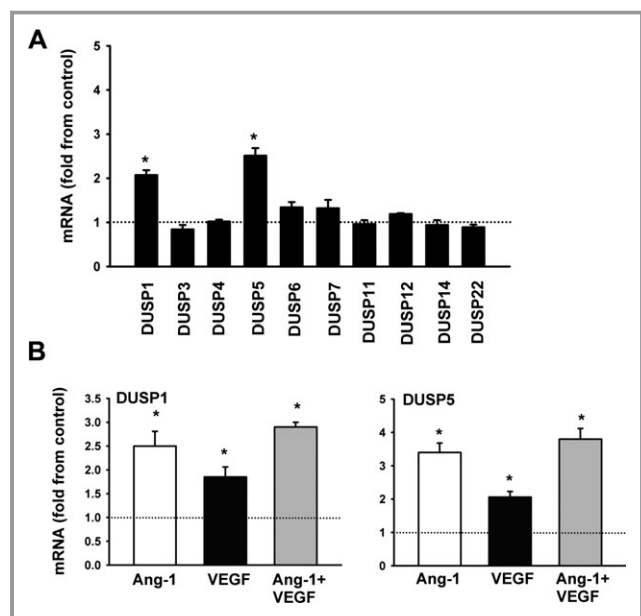 A
mRNA (fold from control)
5
4
3
2
1
0
*
*
DUSP1
DUSP3
DUSP4
DUSP5
DUSP6
DUSP7
DUSP11
DUSP12
DUSP14
DUSP22
B
mRNA (fold from control)
DUSP1
3.5
3.0
2.5
2.0
1.5
1.0
0.5
0.0
*
*
*
Ang-1
VEGF
Ang-1+
VEGF
DUSP5
5
4
3
2
1
0
*
*
*
Ang-1
VEGF
Ang-1+
VEGF